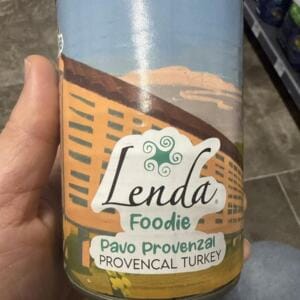 Lenda
Foodie
Pavo Provenzal
PROVENCAL TURKEY